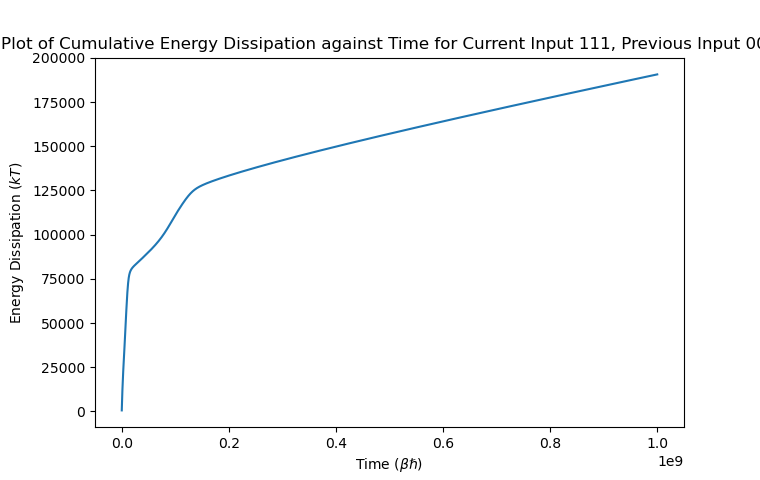 Plot of Cumulative Energy Dissipation against Time for Current Input 111, Previous Input 00
200000
175000
150000
125000
100000
75000
50000
25000
0
Energy Dissipation (kT)
0.0 0.2 0.4 0.6 0.8 1.0
1e9
Time (βħ)